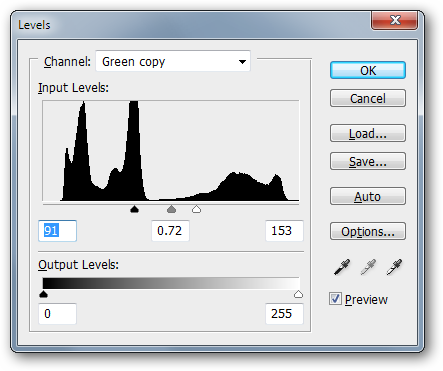 Levels
Channel: Green copy
Input Levels:
91 0.72 153
Output Levels:
0 255
OK
Cancel
Load...
Save...
Auto
Options...
Preview